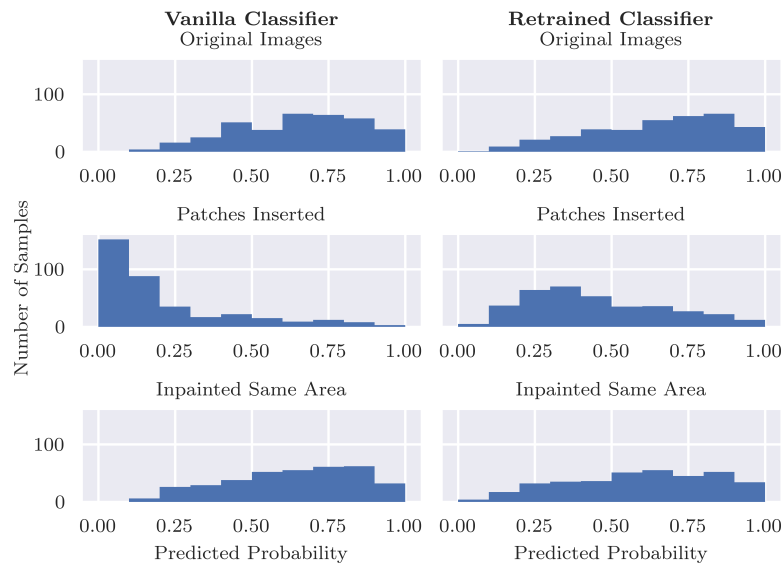 Vanilla Classifier
Original Images
Retrained Classifier
Original Images
100
0
0.00 0.25 0.50 0.75 1.00
0.00 0.25 0.50 0.75 1.00
Number of Samples
Patches Inserted
Patches Inserted
100
0
0.00 0.25 0.50 0.75 1.00
0.00 0.25 0.50 0.75 1.00
Inpainted Same Area
Inpainted Same Area
100
0
0.00 0.25 0.50 0.75 1.00
0.00 0.25 0.50 0.75 1.00
Predicted Probability
Predicted Probability